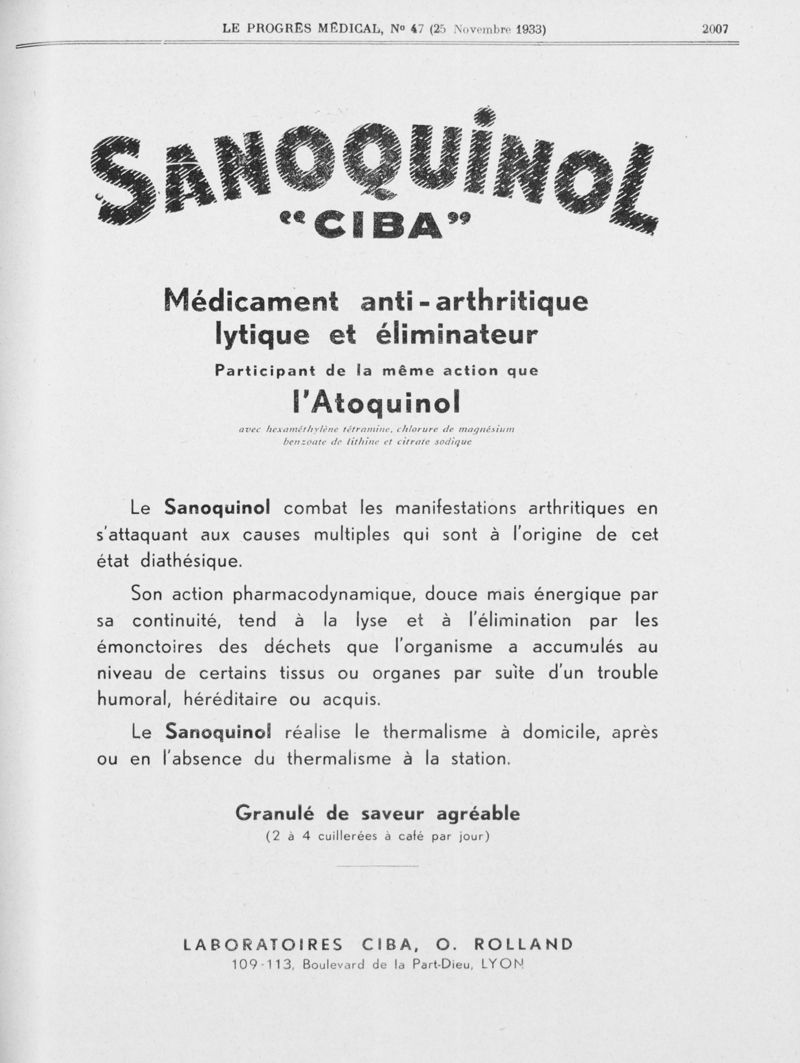 LE PROGRÈS MÉDICAL, Nº 47 (25 Novembre 1933) 2007
SANOQUINOL
“CIBA”
Médicament anti-arthritique
lytique et éliminateur
Participant de la même action que
l'Atoquinol
avec hexaméthylène tétramine, chlorure de magnésium
benzoate de lithine et citrate sodique
Le Sanoquinol combat les manifestations arthritiques en
s'attaquant aux causes multiples qui sont à l'origine de cet
état diathésique.
Son action pharmacodynamique, douce mais énergique par
sa continuité, tend à la lyse et à l'élimination par les
émonctoires des déchets que l'organisme a accumulés au
niveau de certains tissus ou organes par suite d'un trouble
humoral, héréditaire ou acquis.
Le Sanoquinol réalise le thermalisme à domicile, après
ou en l'absence du thermalisme à la station.
Granulé de saveur agréable
(2 à 4 cuillerées à café par jour)
LABORATOIRES CIBA, O. ROLLAND
109-113, Boulevard de la Part-Dieu, LYON